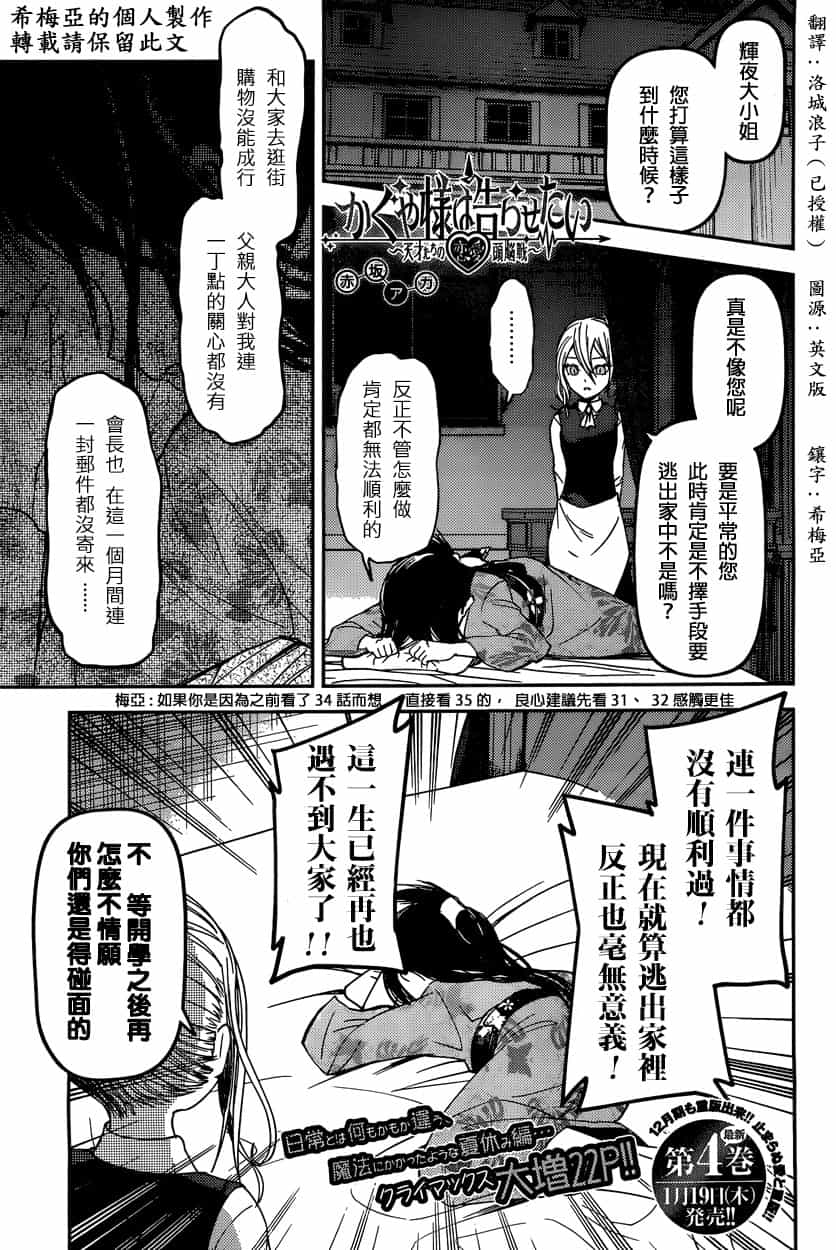 希梅亞的個人製作
轉載請保留此文
翻譯：洛城浪子（已授權） 圖源：英文版 鑲字：希梅亞
輝夜大小姐
您打算這樣子
到什麼時候？
かぐや様は告らせたい
～天才たちの恋愛頭脳戦～
赤坂アカ
真是不像您呢
要是平常的您
此時肯定是不擇手段要
逃出家中不是嗎？
………
反正不管怎麼做
肯定都無法順利的
和大家去逛街
購物沒能成行
父親大人對我連
一丁點的關心都沒有
會長也 在這一個月間連
一封郵件都沒寄來……
梅亞：如果你是因為之前看了34話而想 直接看35的， 良心建議先看31、 32感觸更佳
連一件事情都
沒有順利過！
現在就算逃出家裡
反正也毫無意義！
這一生已經再也
遇不到大家了！！
不 等開學之後再
怎麼不情願
你們還是得碰面的
日常とは何もかもが違う、
魔法にかかったような夏休み編…
クライマックス大増22P!!
最新
第4巻
1月19日(木)
発売!!